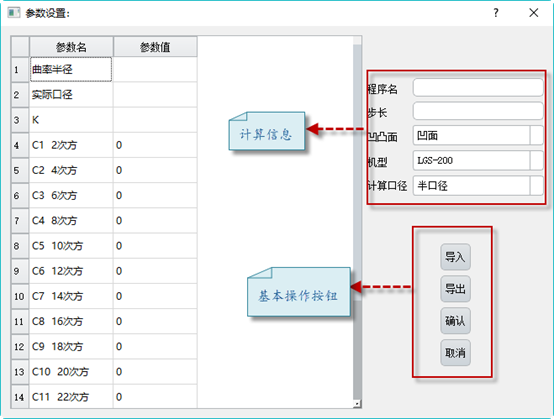 参数设置: ?
参数名 参数值
1 曲率半径
2 实际口径
3 K
4 C1 2次方 0
5 C2 4次方 0
6 C3 6次方 0
7 C4 8次方 0
8 C5 10次方 0
9 C6 12次方 0
10 C7 14次方 0
11 C8 16次方 0
12 C9 18次方 0
13 C10 20次方 0
14 C11 22次方 0
计算信息
基本操作按钮
程序名
步长
凹凸面 凹面
机型 LGS-200
计算口径 半口径
导入
导出
确认
取消